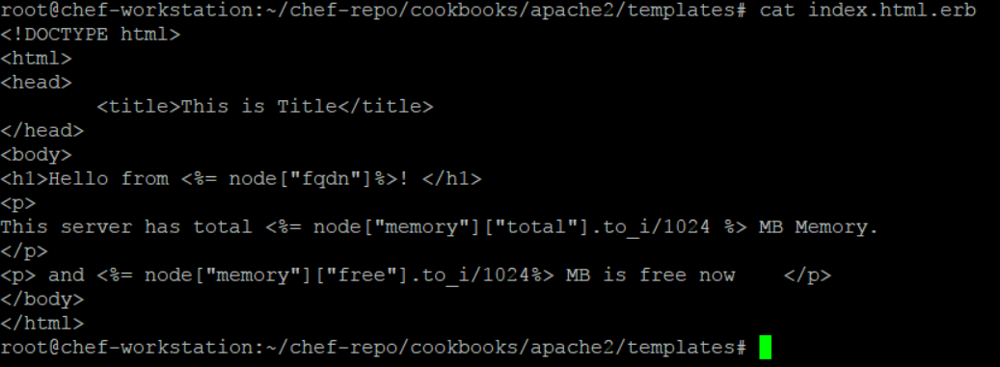 root@chef-workstation:~/chef-repo/cookbooks/apache2/templates# cat index.html.erb
<!DOCTYPE html>
<html>
<head>
        <title>This is Title</title>
</head>
<body>
<h1>Hello from <%= node["fqdn"]%>! </h1>
<p>
This server has total <%= node["memory"]["total"].to_i/1024 %> MB Memory.
</p>
<p> and <%= node["memory"]["free"].to_i/1024%> MB is free now    </p>
</body>
</html>
root@chef-workstation:~/chef-repo/cookbooks/apache2/templates#